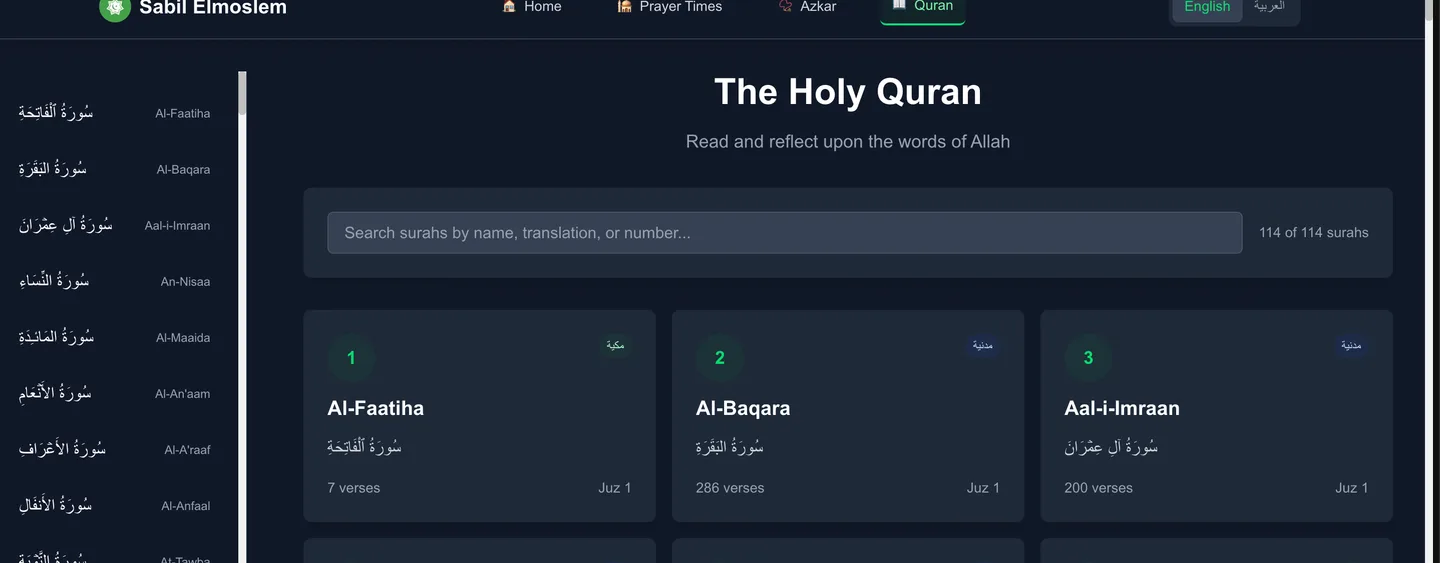 Sabil Elmoslem
Home
Prayer Times
Azkar
Quran
English
العربية
سُورَةُ ٱلْفَاتِحَةِ Al-Faatiha
سُورَةُ البَقَرَةِ Al-Baqara
سُورَةُ آلِ عِمۡرَانَ Aal-i-Imraan
سُورَةُ النِّسَاءِ An-Nisaa
سُورَةُ المَائـِدَةِ Al-Maaida
سُورَةُ الأَنۡعَامِ Al-An'aam
سُورَةُ الأَعۡرَافِ Al-A'raaf
سُورَةُ الأَنفَالِ Al-Anfaal
سُورَةُ التَّوۡبَةِ At-Tawba
The Holy Quran
Read and reflect upon the words of Allah
Search surahs by name, translation, or number...
114 of 114 surahs
1
مكية
Al-Faatiha
سُورَةُ ٱلْفَاتِحَةِ
7 verses
Juz 1
2
مدنية
Al-Baqara
سُورَةُ البَقَرَةِ
286 verses
Juz 1
3
مدنية
Aal-i-Imraan
سُورَةُ آلِ عِمۡرَانَ
200 verses
Juz 1